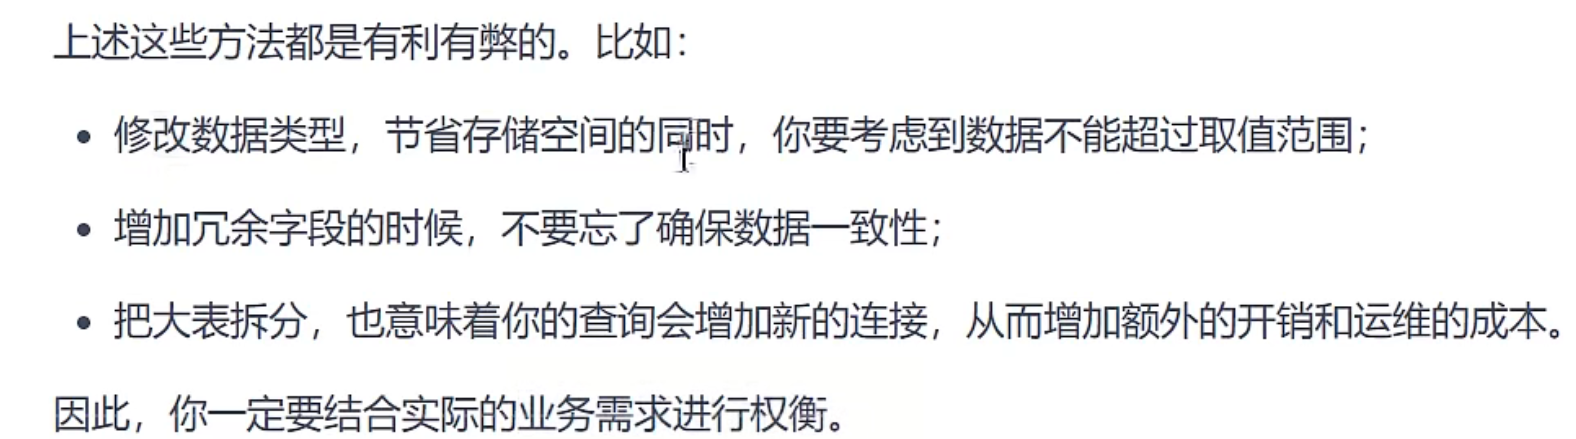 上述这些方法都是有利有弊的。比如：
• 修改数据类型，节省存储空间的同时，你要考虑到数据不能超过取值范围；
• 增加冗余字段的时候，不要忘了确保数据一致性；
• 把大表拆分，也意味着你的查询会增加新的连接，从而增加额外的开销和运维的成本。
因此，你一定要结合实际的业务需求进行权衡。